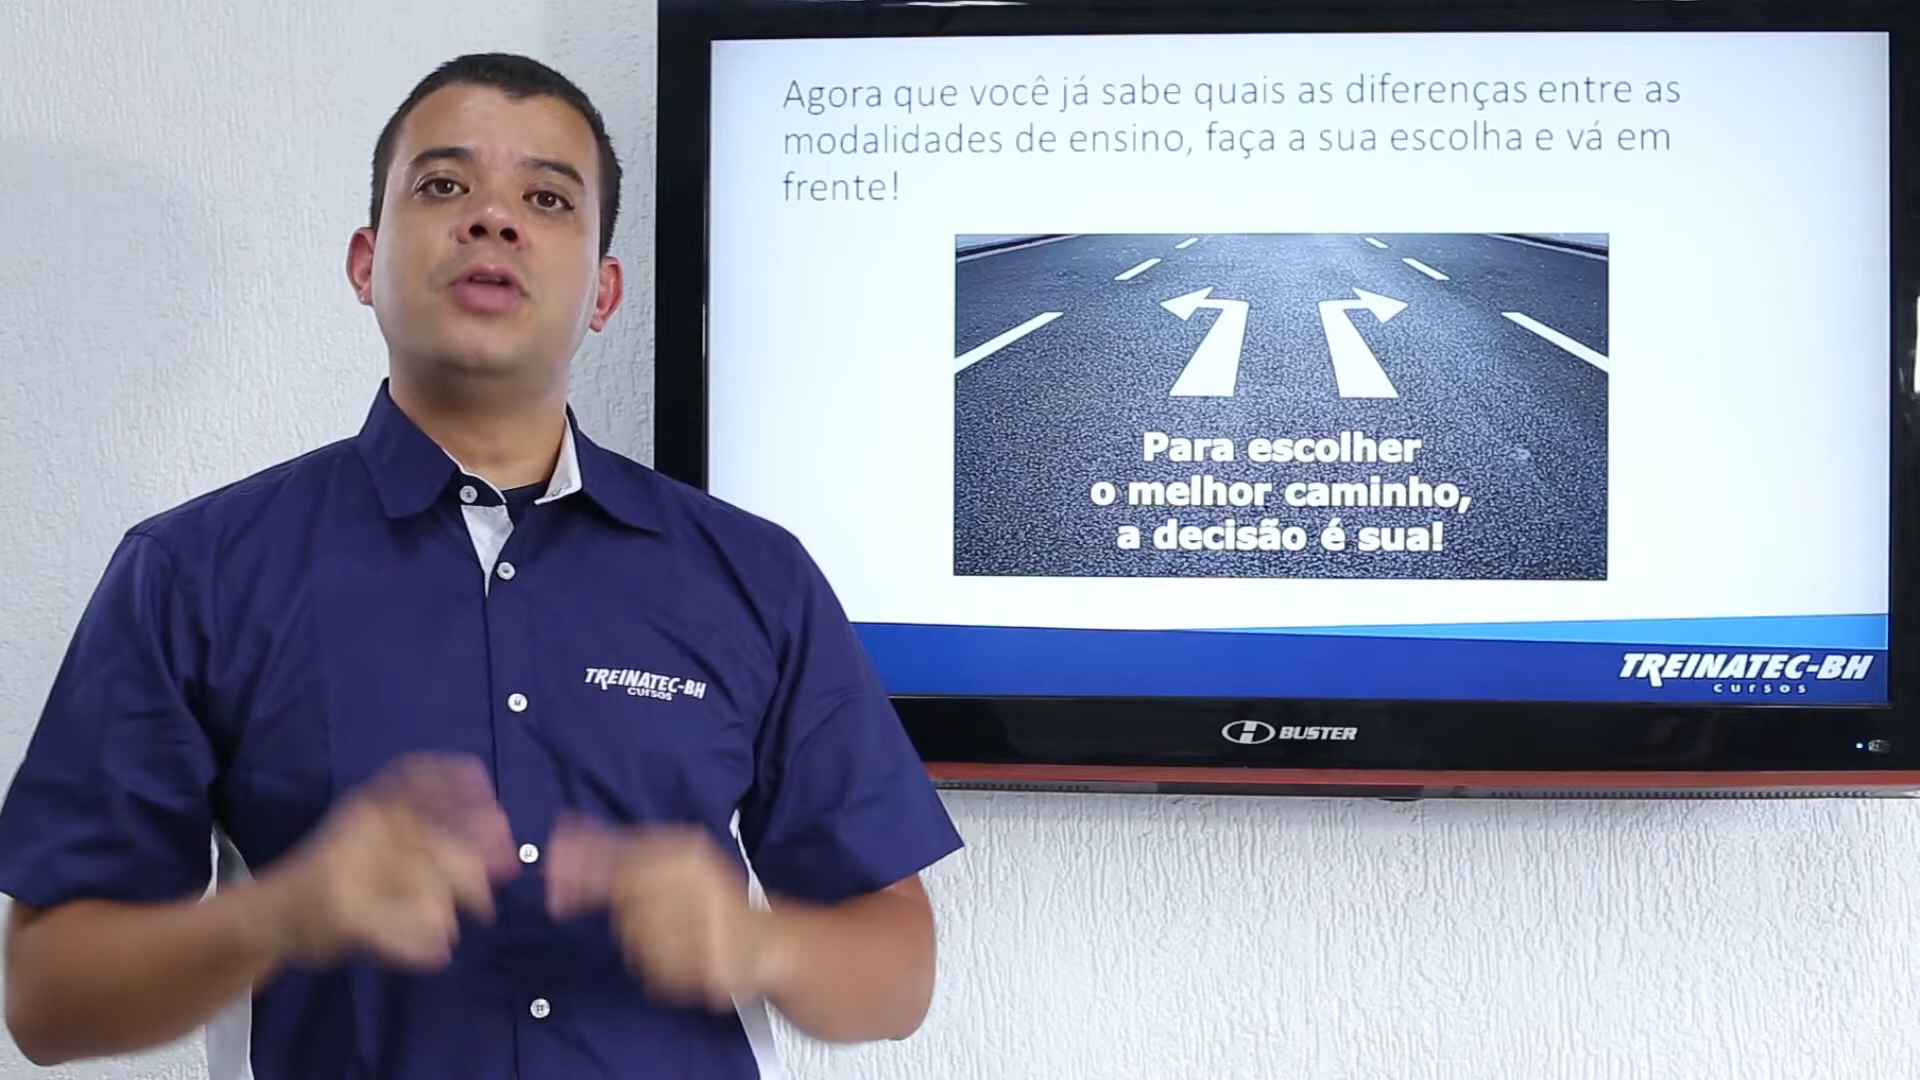 Agora que você já sabe quais as diferenças entre as
modalidades de ensino, faça a sua escolha e vá em
frente!
Para escolher
o melhor caminho,
a decisão é sua!
TREINATEC-BH
cursos
TREINATEC-BH
cursos
H BUSTER